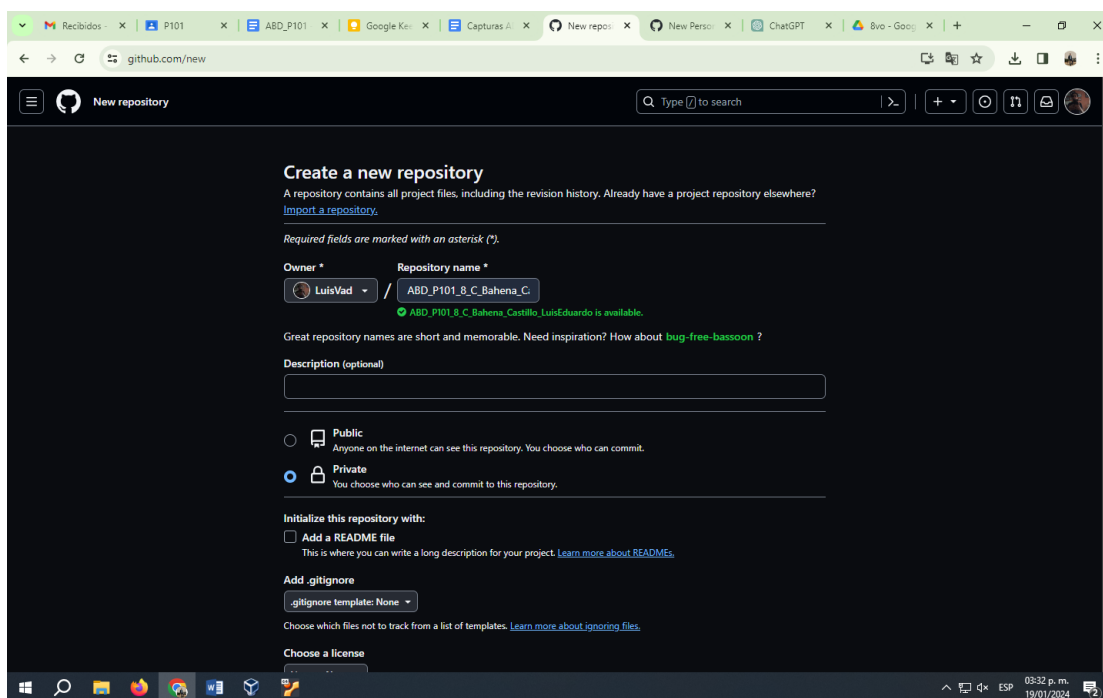 Recibidos -
P101
ABD_P101
Google Kee
Capturas Al
New repos
New Perso
ChatGPT
8vo - Goog
github.com/new
New repository
Type / to search
Create a new repository
A repository contains all project files, including the revision history. Already have a project repository elsewhere?
Import a repository.
Required fields are marked with an asterisk (*).
Owner * Repository name *
LuisVad / ABD_P101_8_C_Bahena_C
ABD_P101_8_C_Bahena_Castillo_LuisEduardo is available.
Great repository names are short and memorable. Need inspiration? How about bug-free-bassoon ?
Description (optional)
Public
Anyone on the internet can see this repository. You choose who can commit.
Private
You choose who can see and commit to this repository.
Initialize this repository with:
Add a README file
This is where you can write a long description for your project. Learn more about READMEs.
Add .gitignore
.gitignore template: None
Choose which files not to track from a list of templates. Learn more about ignoring files.
Choose a license
ESP
03:32 p. m.
19/01/2024
2